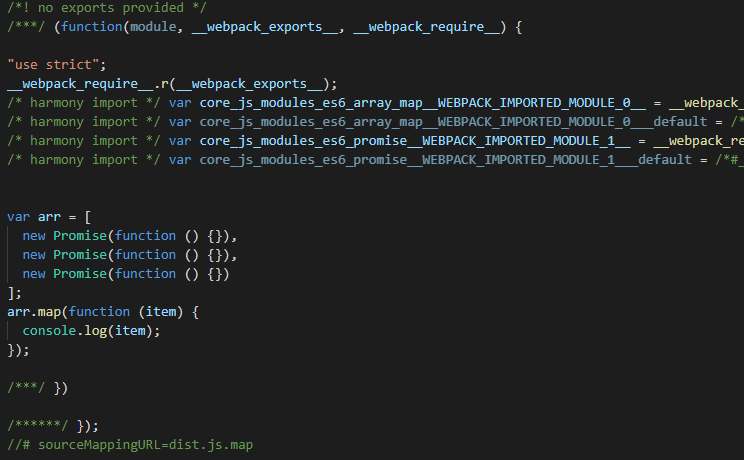 /*! no exports provided */
/***/ (function(module, __webpack_exports__, __webpack_require__) {
"use strict";
__webpack_require__.r(__webpack_exports__);
/* harmony import */ var core_js_modules_es6_array_map__WEBPACK_IMPORTED_MODULE_0__ = __webpack_
/* harmony import */ var core_js_modules_es6_array_map__WEBPACK_IMPORTED_MODULE_0___default = /*
/* harmony import */ var core_js_modules_es6_promise__WEBPACK_IMPORTED_MODULE_1__ = __webpack_re
/* harmony import */ var core_js_modules_es6_promise__WEBPACK_IMPORTED_MODULE_1___default = /*#_
var arr = [
new Promise(function () {}),
new Promise(function () {}),
new Promise(function () {})
];
arr.map(function (item) {
console.log(item);
});
/***/ })
/******/ });
//# sourceMappingURL=dist.js.map